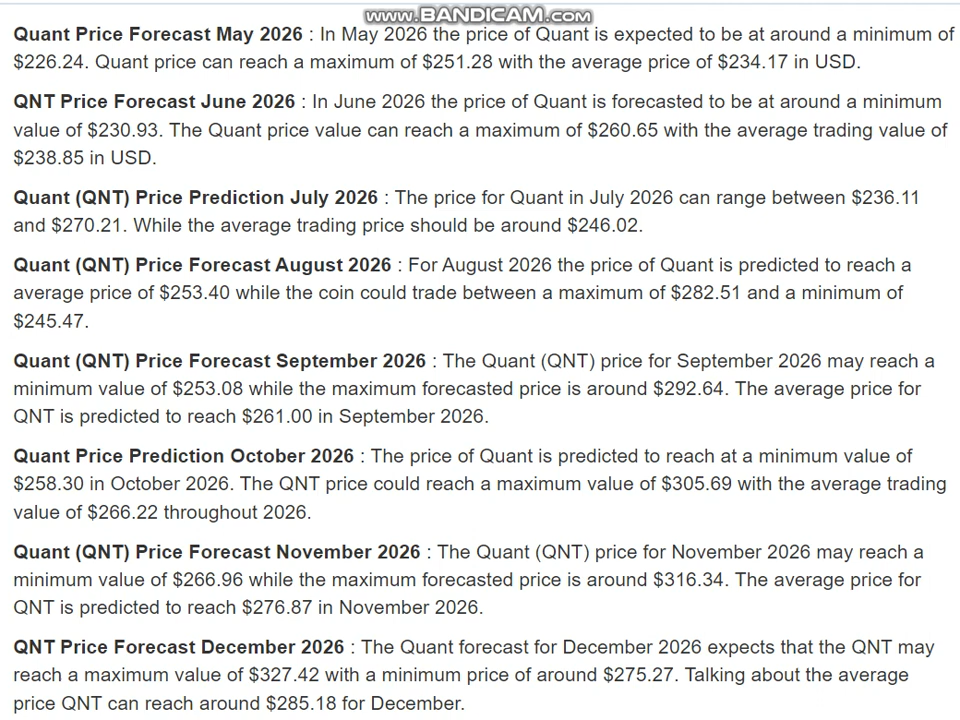 www.BANDICAM.com
Quant Price Forecast May 2026 : In May 2026 the price of Quant is expected to be at around a minimum of
$226.24. Quant price can reach a maximum of $251.28 with the average price of $234.17 in USD.
QNT Price Forecast June 2026 : In June 2026 the price of Quant is forecasted to be at around a minimum
value of $230.93. The Quant price value can reach a maximum of $260.65 with the average trading value of
$238.85 in USD.
Quant (QNT) Price Prediction July 2026 : The price for Quant in July 2026 can range between $236.11
and $270.21. While the average trading price should be around $246.02.
Quant (QNT) Price Forecast August 2026 : For August 2026 the price of Quant is predicted to reach a
average price of $253.40 while the coin could trade between a maximum of $282.51 and a minimum of
$245.47.
Quant (QNT) Price Forecast September 2026 : The Quant (QNT) price for September 2026 may reach a
minimum value of $253.08 while the maximum forecasted price is around $292.64. The average price for
QNT is predicted to reach $261.00 in September 2026.
Quant Price Prediction October 2026 : The price of Quant is predicted to reach at a minimum value of
$258.30 in October 2026. The QNT price could reach a maximum value of $305.69 with the average trading
value of $266.22 throughout 2026.
Quant (QNT) Price Forecast November 2026 : The Quant (QNT) price for November 2026 may reach a
minimum value of $266.96 while the maximum forecasted price is around $316.34. The average price for
QNT is predicted to reach $276.87 in November 2026.
QNT Price Forecast December 2026 : The Quant forecast for December 2026 expects that the QNT may
reach a maximum value of $327.42 with a minimum price of around $275.27. Talking about the average
price QNT can reach around $285.18 for December.